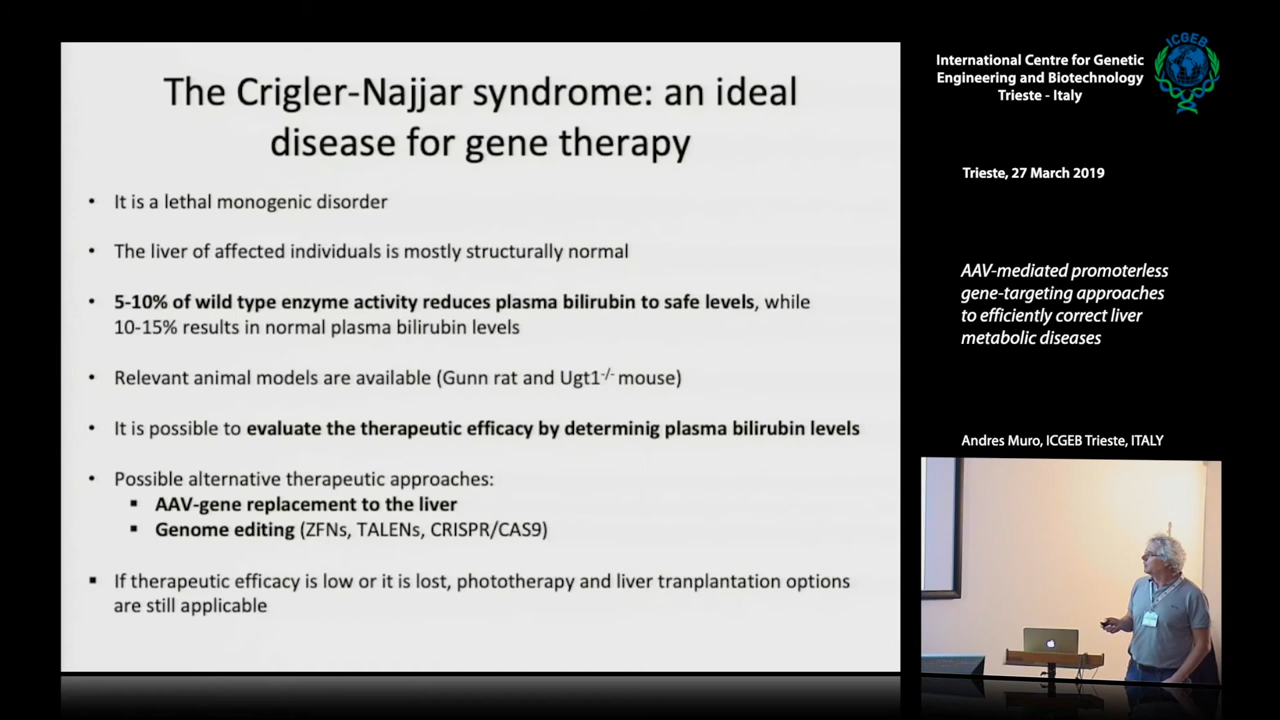 The Crigler-Najjar syndrome: an ideal
disease for gene therapy
• It is a lethal monogenic disorder
• The liver of affected individuals is mostly structurally normal
• 5-10% of wild type enzyme activity reduces plasma bilirubin to safe levels, while
10-15% results in normal plasma bilirubin levels
• Relevant animal models are available (Gunn rat and Ugt1-/- mouse)
• It is possible to evaluate the therapeutic efficacy by determinig plasma bilirubin levels
• Possible alternative therapeutic approaches:
▪ AAV-gene replacement to the liver
▪ Genome editing (ZFNs, TALENs, CRISPR/CAS9)
▪ If therapeutic efficacy is low or it is lost, phototherapy and liver tranplantation options
are still applicable
International Centre for Genetic
Engineering and Biotechnology
Trieste - Italy
ICGEB
Trieste, 27 March 2019
AAV-mediated promoterless
gene-targeting approaches
to efficiently correct liver
metabolic diseases
Andres Muro, ICGEB Trieste, ITALY